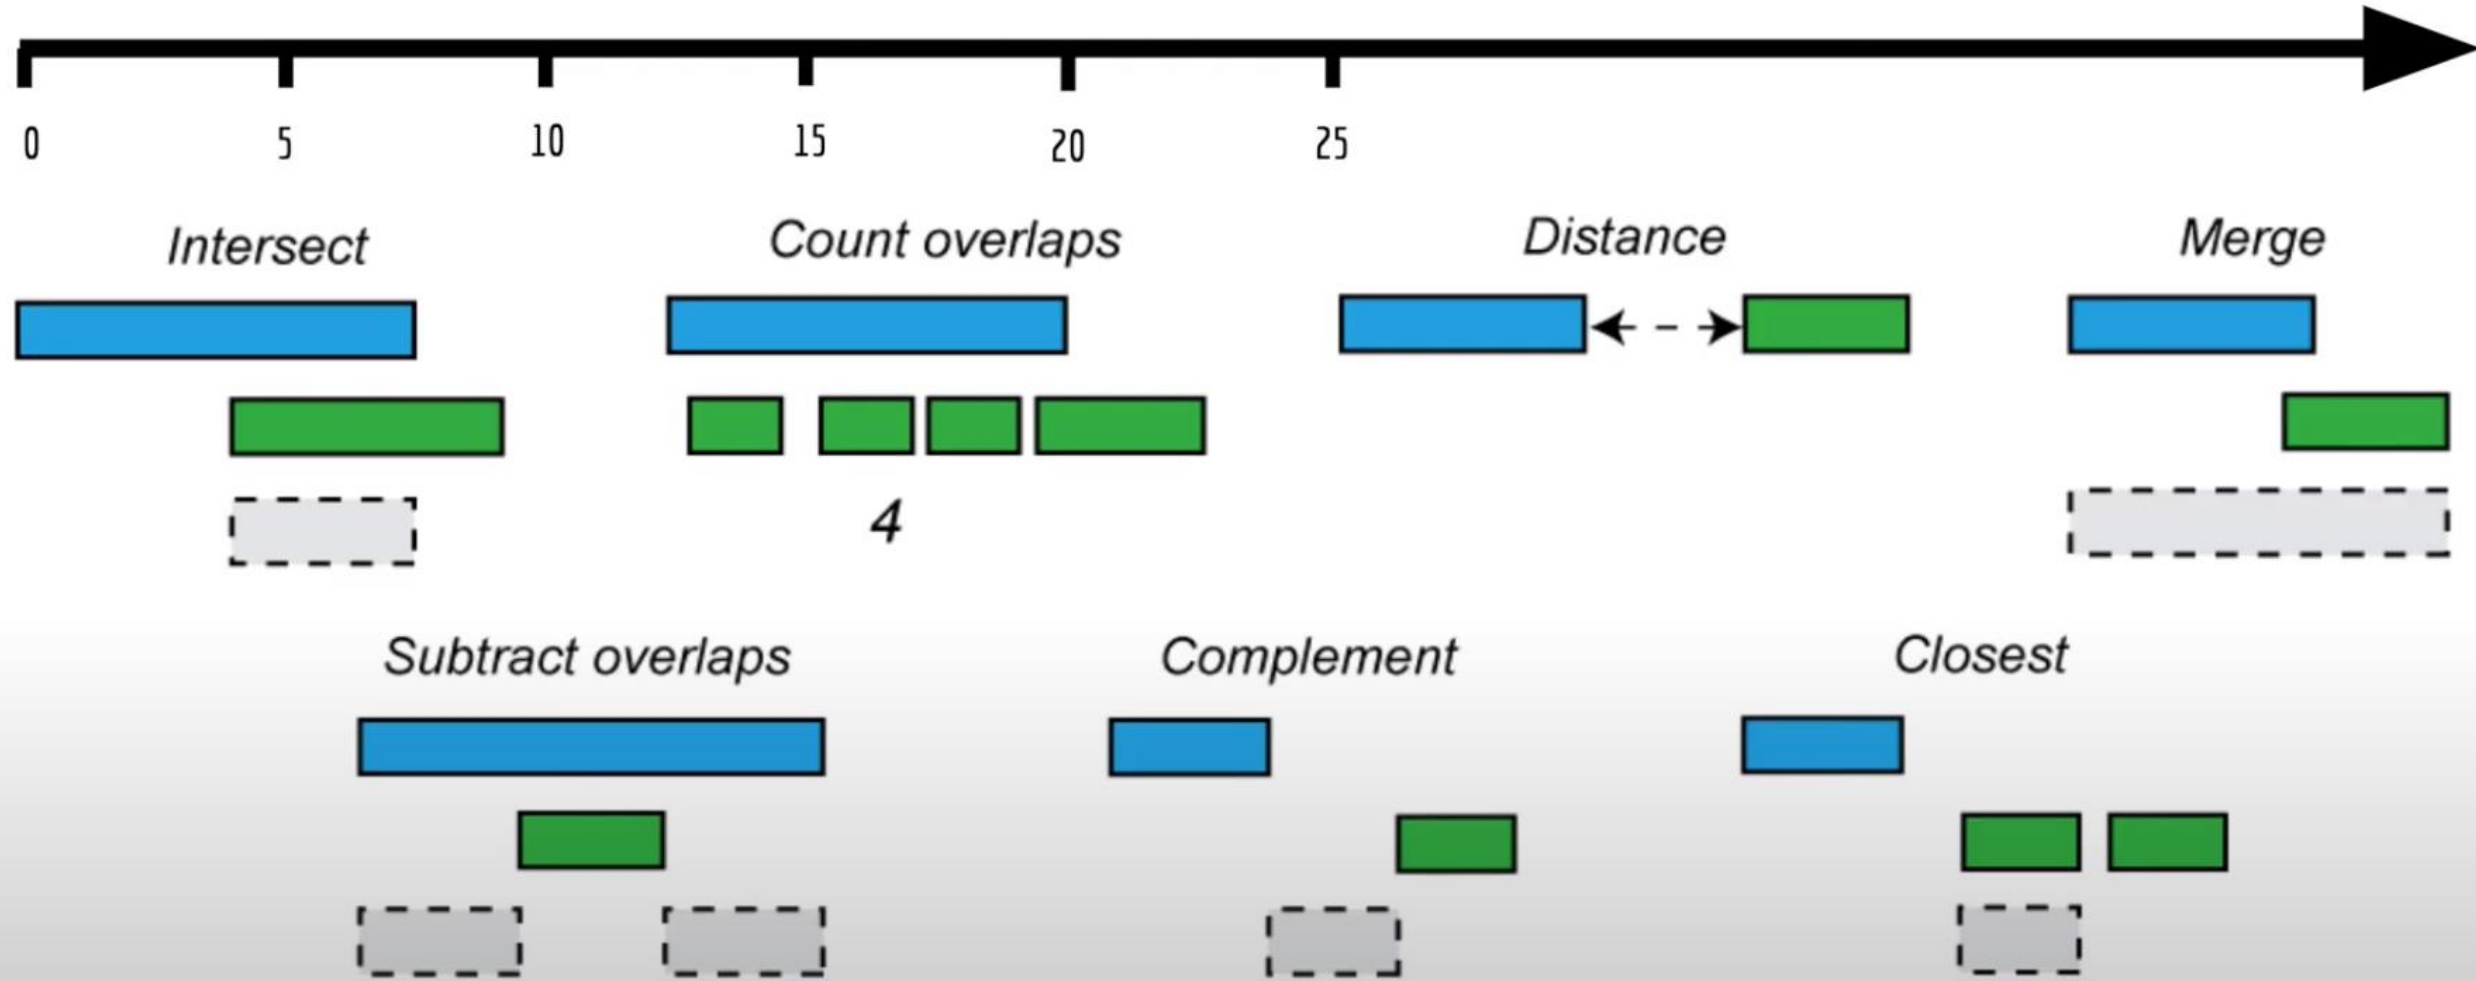 0 5 10 15 20 25
Intersect Count overlaps Distance Merge
4
Subtract overlaps Complement Closest